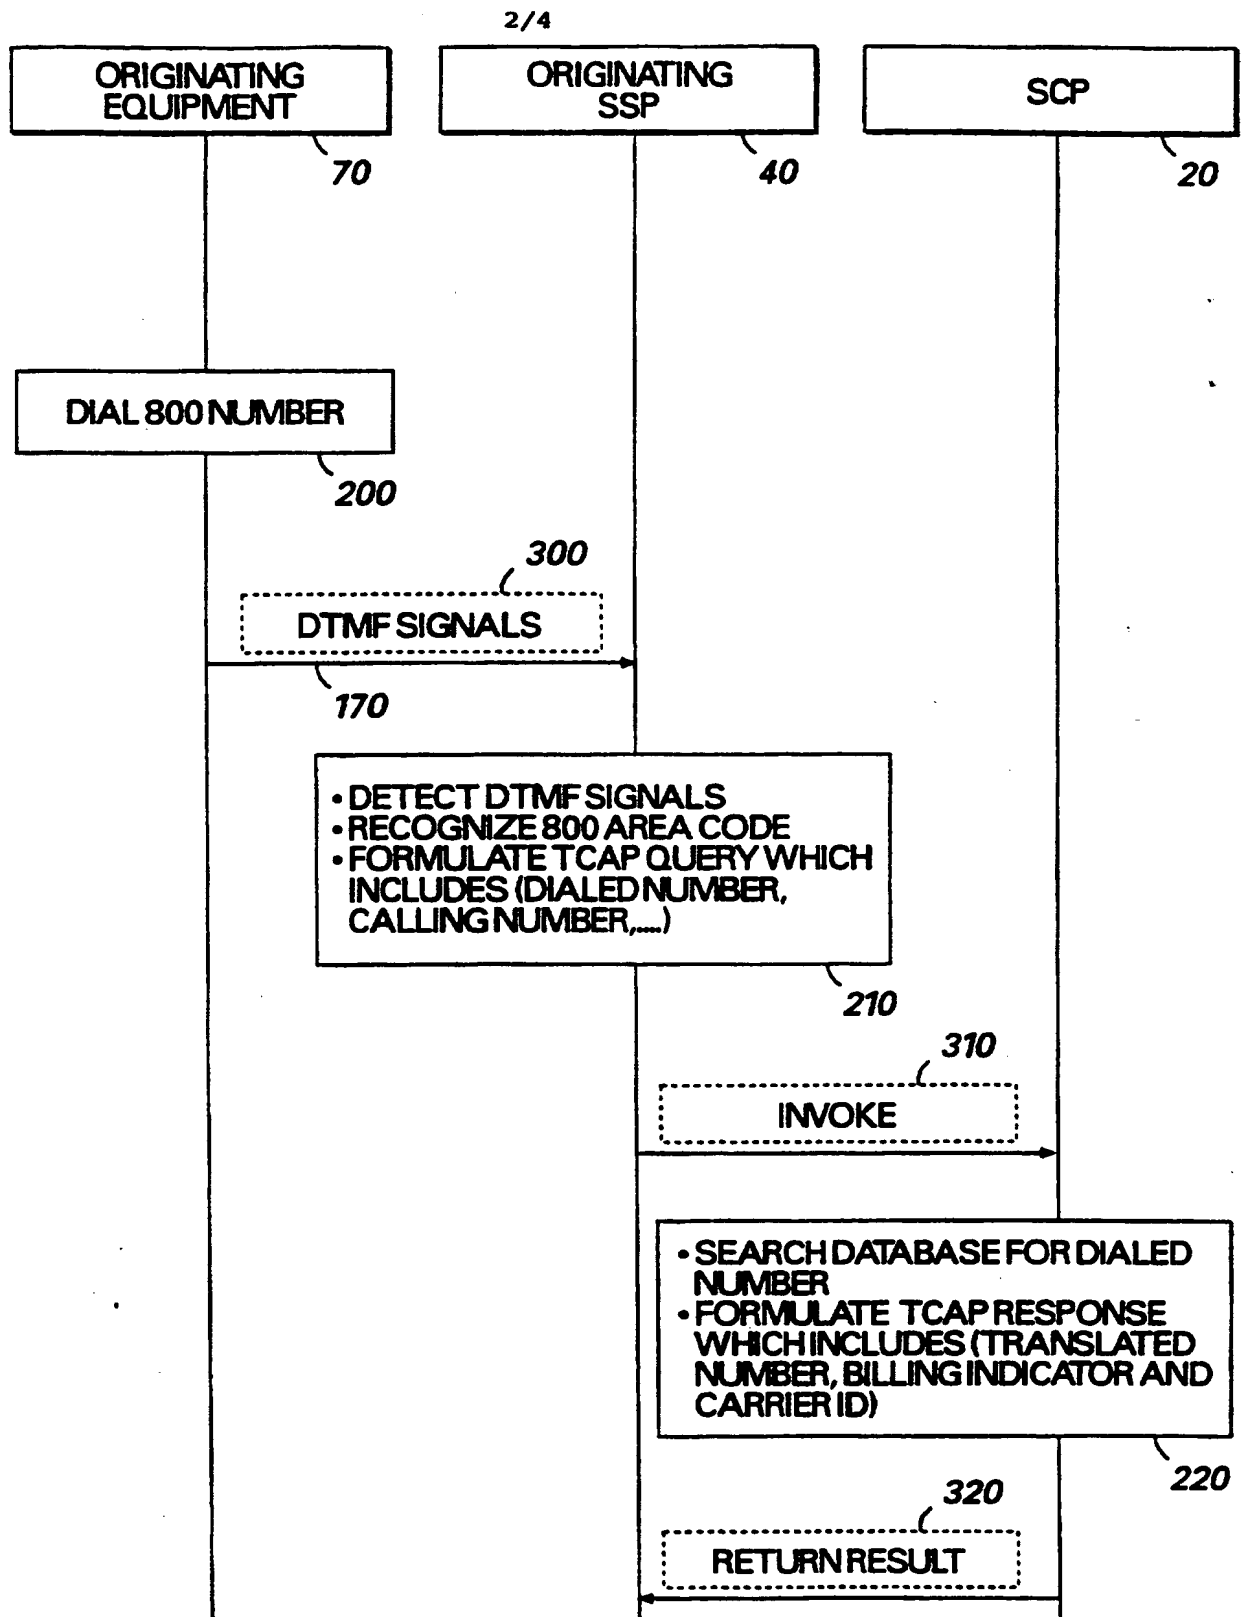 2/4
ORIGINATING
EQUIPMENT
70
ORIGINATING
SSP
40
SCP
20
DIAL 800 NUMBER
200
300
DTMF SIGNALS
170
• DETECT DTMF SIGNALS
• RECOGNIZE 800 AREA CODE
• FORMULATE TCAP QUERY WHICH
INCLUDES (DIALED NUMBER,
CALLING NUMBER,....)
210
310
INVOKE
• SEARCH DATABASE FOR DIALED
NUMBER
• FORMULATE TCAP RESPONSE
WHICH INCLUDES (TRANSLATED
NUMBER, BILLING INDICATOR AND
CARRIER ID)
220
320
RETURN RESULT